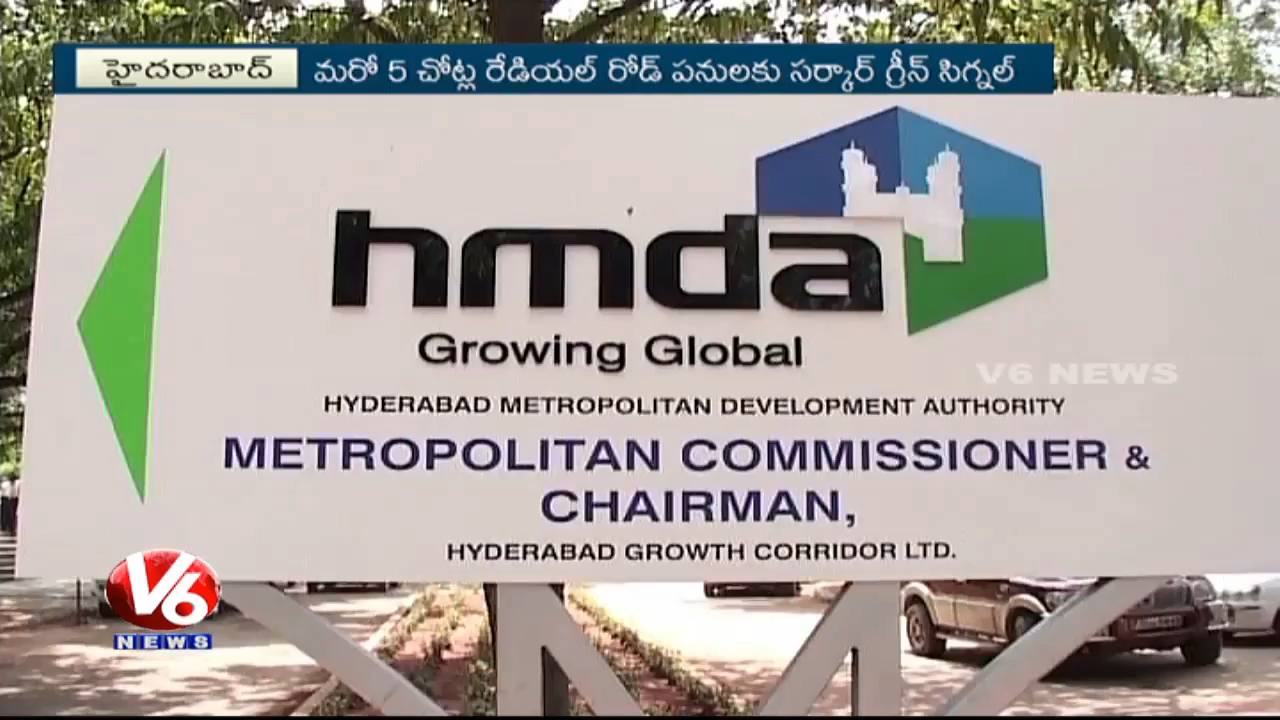 హైదరాబాద్ మరో 5 చోట్ల రేడియల్ రోడ్ పనులకు సర్కార్ గ్రీన్ సిగ్నల్
hmda
Growing Global
V6 NEWS
HYDERABAD METROPOLITAN DEVELOPMENT AUTHORITY
METROPOLITAN COMMISSIONER &
CHAIRMAN,
HYDERABAD GROWTH CORRIDOR LTD.
V6
NEWS